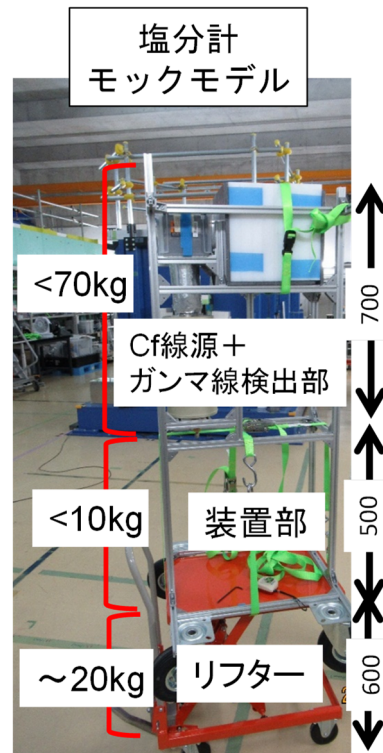 塩分計
モックモデル
<70kg
700
Cf線源＋
ガンマ線検出部
<10kg
装置部
500
～20kg
リフター
600